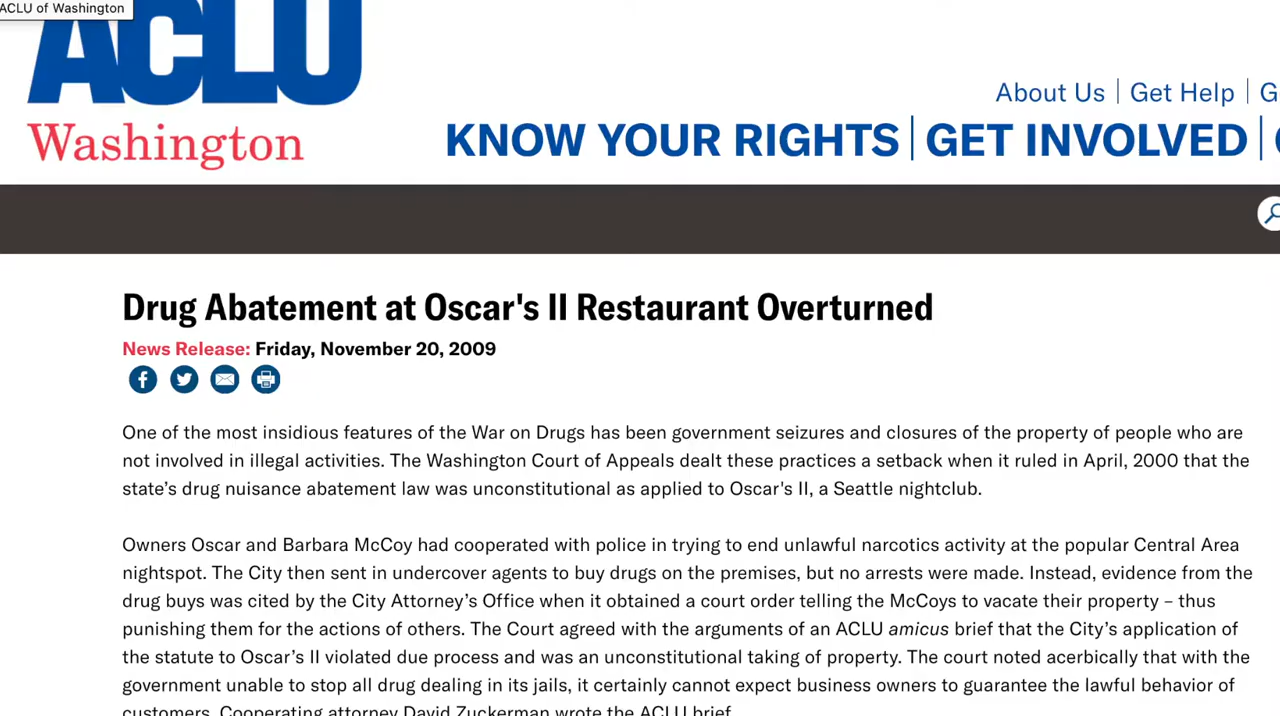 ACLU of Washington
ACLU
Washington
About Us | Get Help | G
KNOW YOUR RIGHTS | GET INVOLVED |
Drug Abatement at Oscar's II Restaurant Overturned
News Release: Friday, November 20, 2009
One of the most insidious features of the War on Drugs has been government seizures and closures of the property of people who are
not involved in illegal activities. The Washington Court of Appeals dealt these practices a setback when it ruled in April, 2000 that the
state’s drug nuisance abatement law was unconstitutional as applied to Oscar's II, a Seattle nightclub.
Owners Oscar and Barbara McCoy had cooperated with police in trying to end unlawful narcotics activity at the popular Central Area
nightspot. The City then sent in undercover agents to buy drugs on the premises, but no arrests were made. Instead, evidence from the
drug buys was cited by the City Attorney’s Office when it obtained a court order telling the McCoys to vacate their property – thus
punishing them for the actions of others. The Court agreed with the arguments of an ACLU amicus brief that the City’s application of
the statute to Oscar’s II violated due process and was an unconstitutional taking of property. The court noted acerbically that with the
government unable to stop all drug dealing in its jails, it certainly cannot expect business owners to guarantee the lawful behavior of
customers. Cooperating attorney David Zuckerman wrote the ACLU brief.